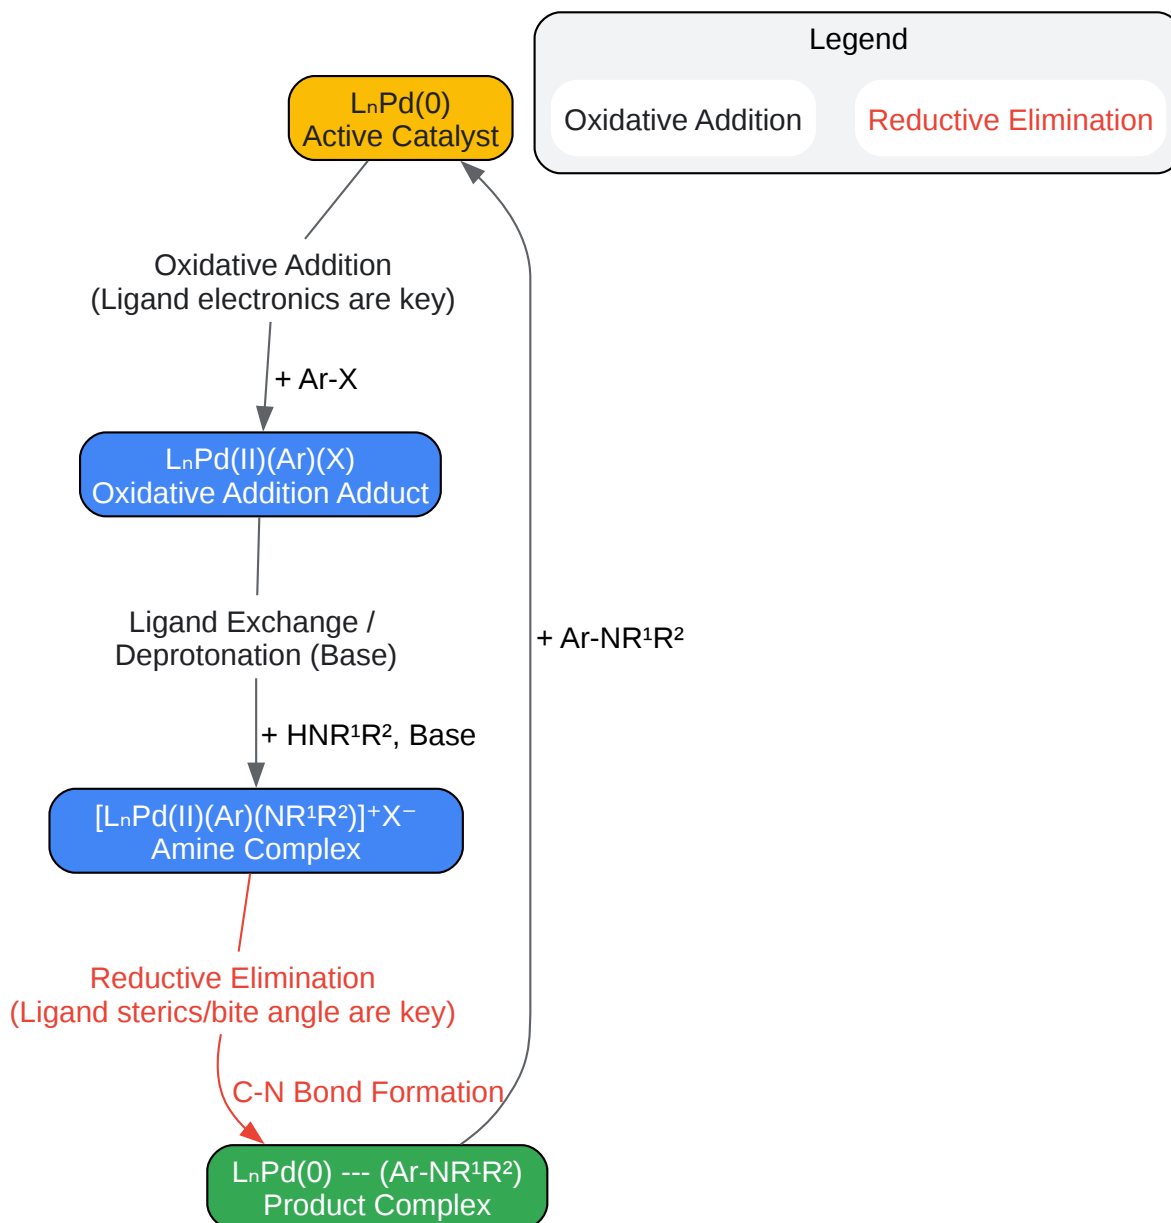 Legend
Oxidative Addition
Reductive Elimination
LₙPd(0)
Active Catalyst
Oxidative Addition
(Ligand electronics are key)
+ Ar-X
LₙPd(II)(Ar)(X)
Oxidative Addition Adduct
Ligand Exchange /
Deprotonation (Base)
+ Ar-NR¹R²
+ HNR¹R², Base
[LₙPd(II)(Ar)(NR¹R²)]⁺X⁻
Amine Complex
Reductive Elimination
(Ligand sterics/bite angle are key)
C-N Bond Formation
LₙPd(0) --- (Ar-NR¹R²)
Product Complex